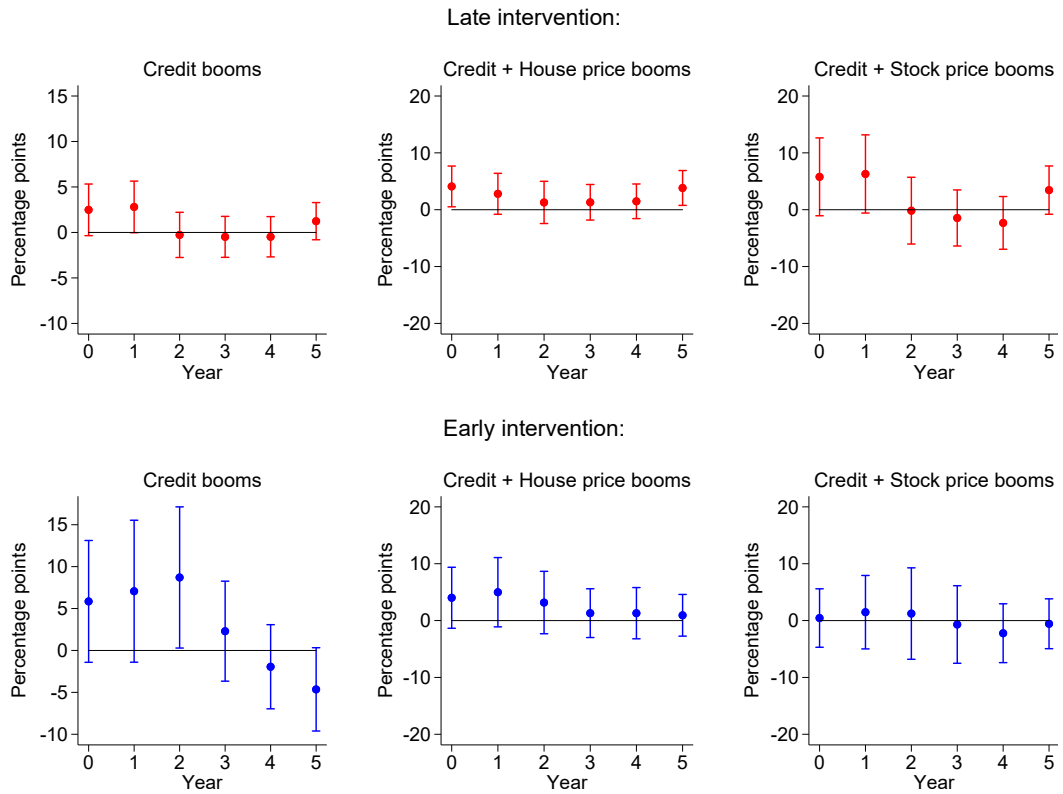 Late intervention:
Credit booms
Credit + House price booms
Credit + Stock price booms
Percentage points
15
10
5
0
-5
-10
0 1 2 3 4 5
Year
Percentage points
20
10
0
-10
-20
0 1 2 3 4 5
Year
Percentage points
20
10
0
-10
-20
0 1 2 3 4 5
Year
Early intervention:
Credit booms
Credit + House price booms
Credit + Stock price booms
Percentage points
15
10
5
0
-5
-10
0 1 2 3 4 5
Year
Percentage points
20
10
0
-10
-20
0 1 2 3 4 5
Year
Percentage points
20
10
0
-10
-20
0 1 2 3 4 5
Year